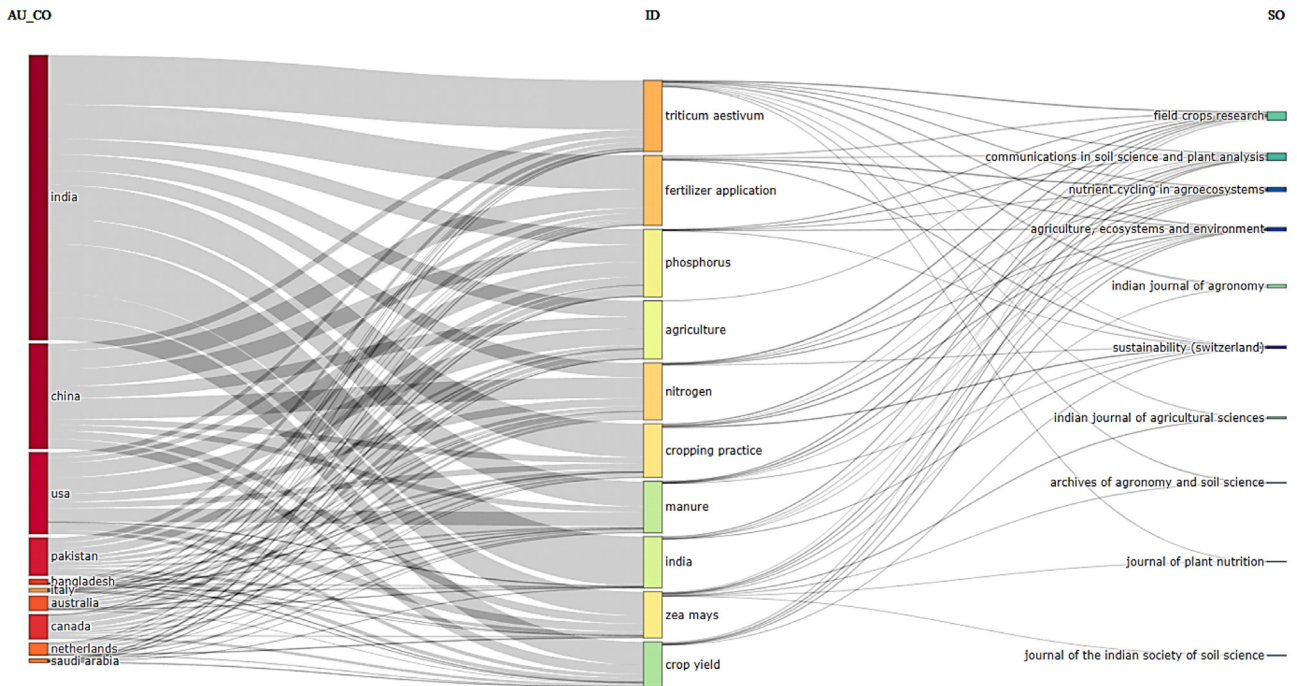 AU_CO
ID
SO
india
china
usa
pakistan
bangladesh
italy
australia
canada
netherlands
saudi arabia
triticum aestivum
fertilizer application
phosphorus
agriculture
nitrogen
cropping practice
manure
india
zea mays
crop yield
field crops research
communications in soil science and plant analysis
nutrient cycling in agroecosystems
agriculture, ecosystems and environment
indian journal of agronomy
sustainability (switzerland)
indian journal of agricultural sciences
archives of agronomy and soil science
journal of plant nutrition
journal of the indian society of soil science